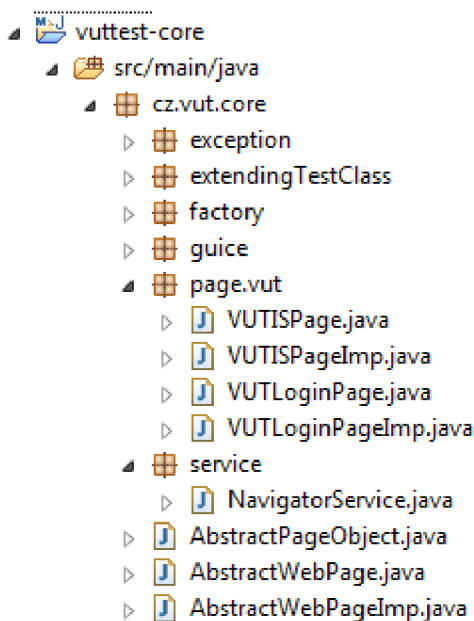 vuttest-core
src/main/java
cz.vut.core
exception
extendingTestClass
factory
guice
page.vut
VUTISPage.java
VUTISPageImp.java
VUTLoginPage.java
VUTLoginPageImp.java
service
NavigatorService.java
AbstractPageObject.java
AbstractWebPage.java
AbstractWebPageImp.java